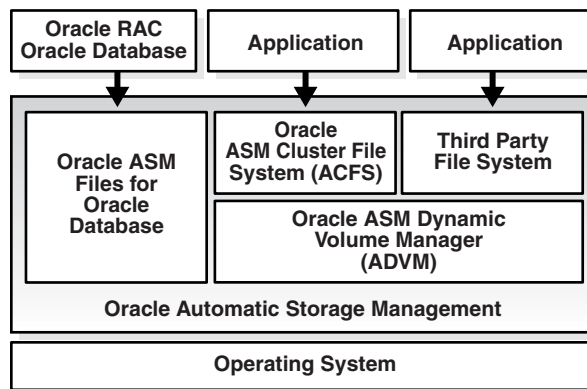 Oracle RAC
Oracle Database
Application
Application
Oracle ASM
Files for
Oracle
Database
Oracle
ASM Cluster File
System (ACFS)
Third Party
File System
Oracle ASM Dynamic
Volume Manager
(ADVM)
Oracle Automatic Storage Management
Operating System